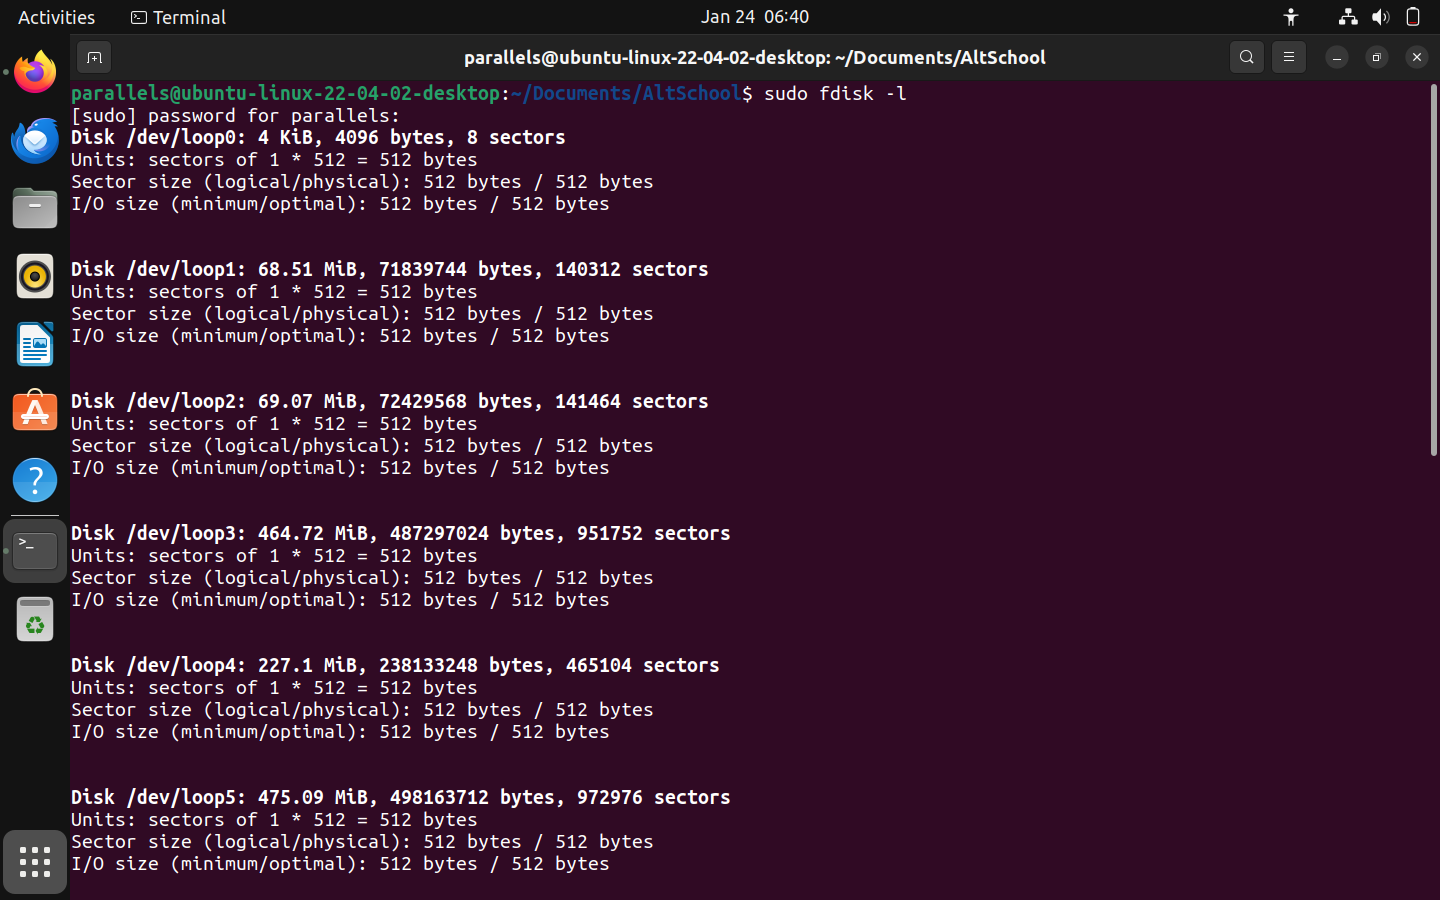 Activities
Terminal
Jan 24 06:40
parallels@ubuntu-linux-22-04-02-desktop: ~/Documents/AltSchool
parallels@ubuntu-linux-22-04-02-desktop:~/Documents/AltSchool$ sudo fdisk -l
[sudo] password for parallels:
Disk /dev/loop0: 4 KiB, 4096 bytes, 8 sectors
Units: sectors of 1 * 512 = 512 bytes
Sector size (logical/physical): 512 bytes / 512 bytes
I/O size (minimum/optimal): 512 bytes / 512 bytes
Disk /dev/loop1: 68.51 MiB, 71839744 bytes, 140312 sectors
Units: sectors of 1 * 512 = 512 bytes
Sector size (logical/physical): 512 bytes / 512 bytes
I/O size (minimum/optimal): 512 bytes / 512 bytes
Disk /dev/loop2: 69.07 MiB, 72429568 bytes, 141464 sectors
Units: sectors of 1 * 512 = 512 bytes
Sector size (logical/physical): 512 bytes / 512 bytes
I/O size (minimum/optimal): 512 bytes / 512 bytes
Disk /dev/loop3: 464.72 MiB, 487297024 bytes, 951752 sectors
Units: sectors of 1 * 512 = 512 bytes
Sector size (logical/physical): 512 bytes / 512 bytes
I/O size (minimum/optimal): 512 bytes / 512 bytes
Disk /dev/loop4: 227.1 MiB, 238133248 bytes, 465104 sectors
Units: sectors of 1 * 512 = 512 bytes
Sector size (logical/physical): 512 bytes / 512 bytes
I/O size (minimum/optimal): 512 bytes / 512 bytes
Disk /dev/loop5: 475.09 MiB, 498163712 bytes, 972976 sectors
Units: sectors of 1 * 512 = 512 bytes
Sector size (logical/physical): 512 bytes / 512 bytes
I/O size (minimum/optimal): 512 bytes / 512 bytes